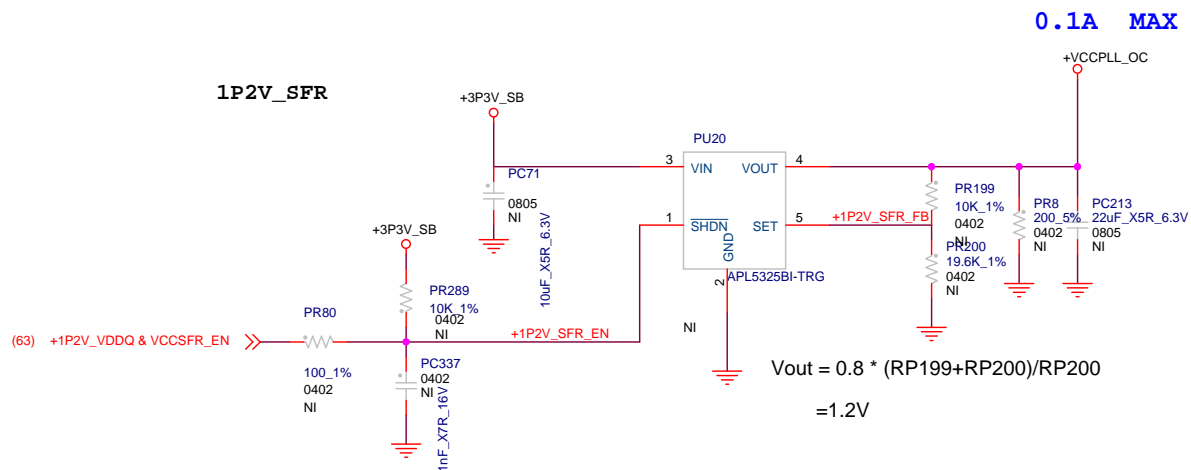 0.1A MAX
+VCCPLL_OC
1P2V_SFR
+3P3V_SB
PU20
3
VIN
VOUT
4
PC71
0805
NI
10uF_X5R_6.3V
PR199
10K_1%
0402
NI
PR8
200_5%
0402
NI
PC213
22uF_X5R_6.3V
0805
NI
1
SHDN
SET
5
+1P2V_SFR_FB
GND
2
APL5325BI-TRG
NI
PR200
19.6K_1%
0402
NI
+3P3V_SB
PR289
10K_1%
0402
NI
PR80
(63) +1P2V_VDDQ & VCCSFR_EN
+1P2V_SFR_EN
100_1%
0402
NI
PC337
0402
NI
1nF_X7R_16V
Vout = 0.8 * (RP199+RP200)/RP200
=1.2V